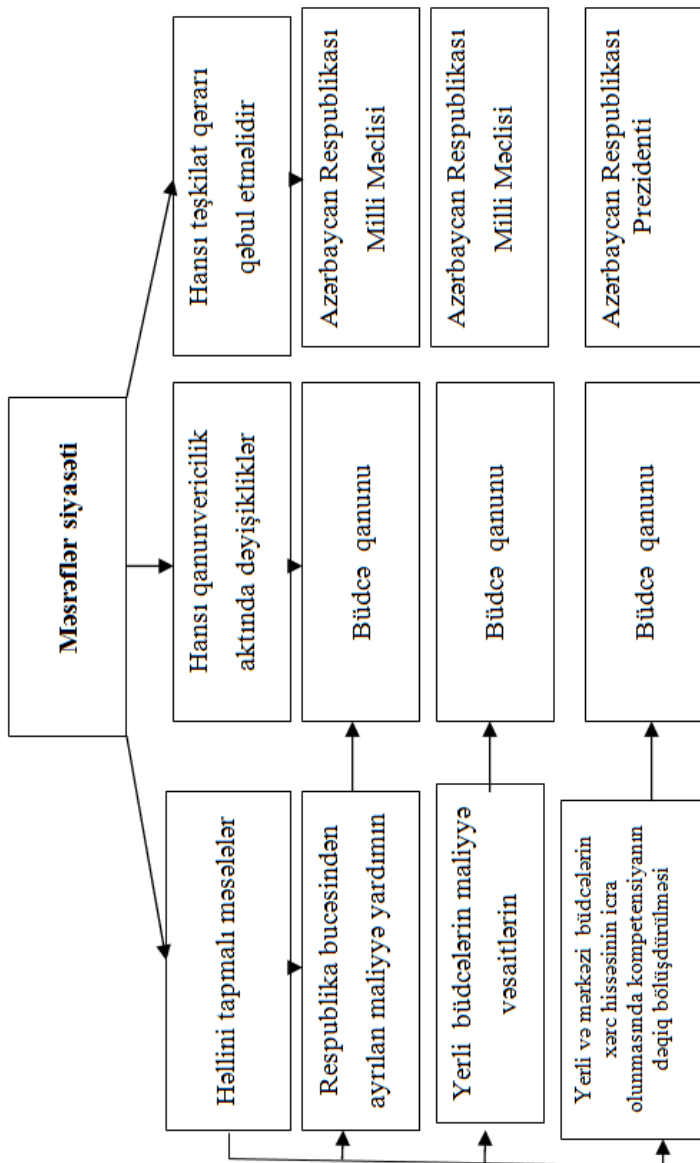 Məsrəflər siyasəti
Həllini tapmalı məsələlər
Hansı qanunvericilik
aktında dəyişikliklər
Hansı təşkilat qərarı
qəbul etməlidir
Respublika bucəsindən
ayrılan maliyyə yardımın
Büdcə qanunu
Azərbaycan Respublikası
Milli Məclisi
Yerli büdcələrin maliyyə
vəsaitlərin
Büdcə qanunu
Azərbaycan Respublikası
Milli Məclisi
Yerli və mərkəzi büdcələrin
xərc hissəsinin icra
olunmasında kompetensiyanın
dəqiq bölüşdürülməsi
Büdcə qanunu
Azərbaycan Respublikası
Prezidenti